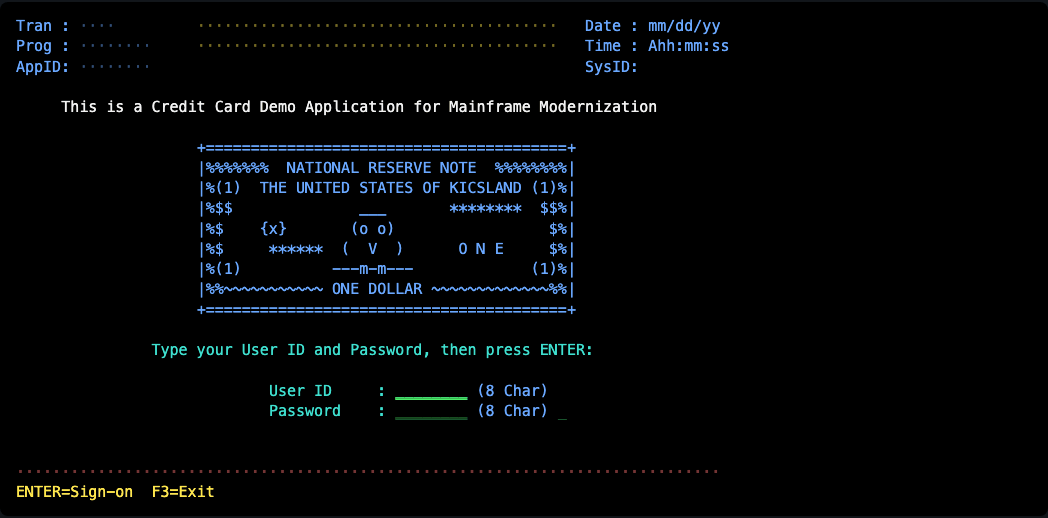 Tran : ....          ........................................   Date : mm/dd/yy
Prog : ........      ........................................   Time : Ahh:mm:ss
AppID: ........                                                SysID:
     This is a Credit Card Demo Application for Mainframe Modernization
                    +========================================+
                    |%%%%%%%  NATIONAL RESERVE NOTE  %%%%%%%%|
                    |%(1)  THE UNITED STATES OF KICSLAND (1)%|
                    |%$$              ___       ********  $$%|
                    |%$    {x}       (o o)                 $%|
                    |%$     ******  (  V  )      O N E     $%|
                    |%(1)          ---m-m---             (1)%|
                    |%%~~~~~~~~~~~ ONE DOLLAR ~~~~~~~~~~~~~%%|
                    +========================================+
               Type your User ID and Password, then press ENTER:
                            User ID     : ________ (8 Char)
                            Password    : ________ (8 Char) _
..............................................................................
ENTER=Sign-on  F3=Exit